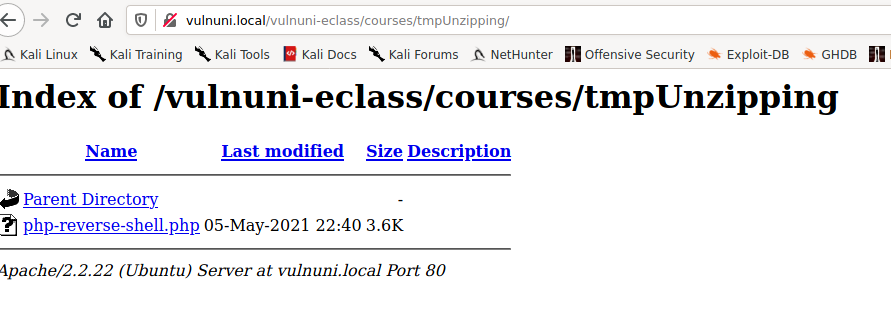 vulnuni.local/vulnuni-eclass/courses/tmpUnzipping/
Kali Linux Kali Training Kali Tools Kali Docs Kali Forums NetHunter Offensive Security Exploit-DB GHDB
Index of /vulnuni-eclass/courses/tmpUnzipping
Name Last modified Size Description
Parent Directory -
php-reverse-shell.php 05-May-2021 22:40 3.6K
Apache/2.2.22 (Ubuntu) Server at vulnuni.local Port 80